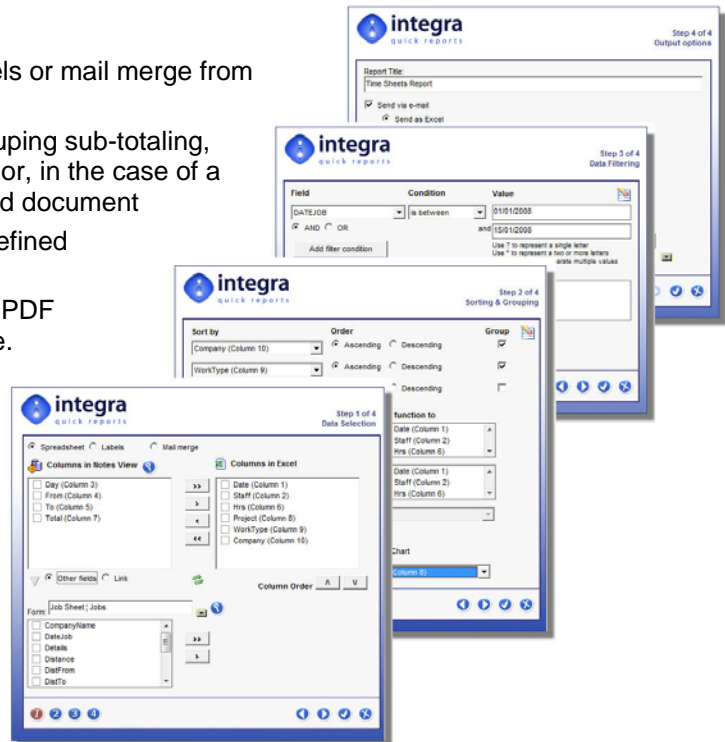 els or mail merge from
uping sub-totaling,
or, in the case of a
d document
efined
PDF
e.
integra
quick reports
Step 4 of 4
Output options
Report Title:
Time Sheets Report
Send via e-mail
Send as Excel
integra
quick reports
Step 3 of 4
Data Filtering
Field Condition Value
DATEJOB is between 01/01/2008
AND OR and 15/01/2008
Add filter condition
Use ? to represent a single letter
Use * to represent a two or more letters
arate multiple values
integra
quick reports
Step 2 of 4
Sorting & Grouping
Sort by Order Group
Company (Column 10) Ascending Descending
WorkType (Column 9) Ascending Descending
Descending
function to
Date (Column 1)
Staff (Column 2)
Hrs (Column 6)
Date (Column 1)
Staff (Column 2)
Hrs (Column 6)
Chart
Column 8)
integra
quick reports
Step 1 of 4
Data Selection
Spreadsheet Labels Mail merge
Columns in Notes View Columns in Excel
Day (Column 3)
From (Column 4)
To (Column 5)
Total (Column 7)
>>
>
<
<<
Date (Column 1)
Staff (Column 2)
Hrs (Column 6)
Project (Column 8)
WorkType (Column 9)
Company (Column 10)
Other fields Link
Column Order Λ V
Form: Job Sheet ¦ Jobs
CompanyName
DateJob
Details
Distance
DistFrom
DistTo
>>
>
1 2 3 4